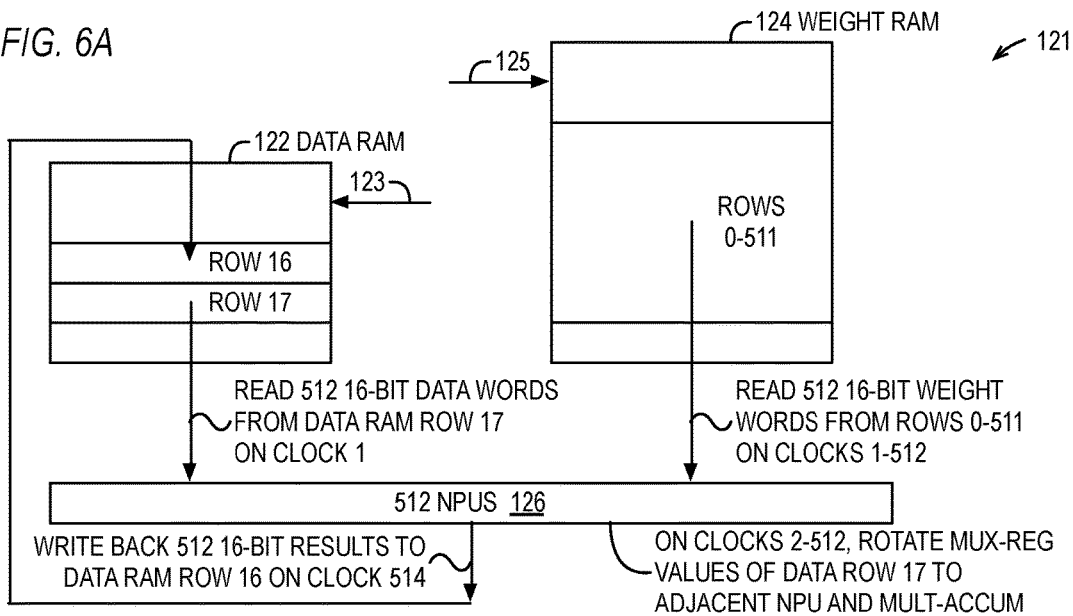 FIG. 6A
124 WEIGHT RAM
121
125
122 DATA RAM
123
ROWS
0-511
ROW 16
ROW 17
READ 512 16-BIT DATA WORDS
FROM DATA RAM ROW 17
ON CLOCK 1
READ 512 16-BIT WEIGHT
WORDS FROM ROWS 0-511
ON CLOCKS 1-512
512 NPUS 126
WRITE BACK 512 16-BIT RESULTS TO
DATA RAM ROW 16 ON CLOCK 514
ON CLOCKS 2-512, ROTATE MUX-REG
VALUES OF DATA ROW 17 TO
ADJACENT NPU AND MULT-ACCUM